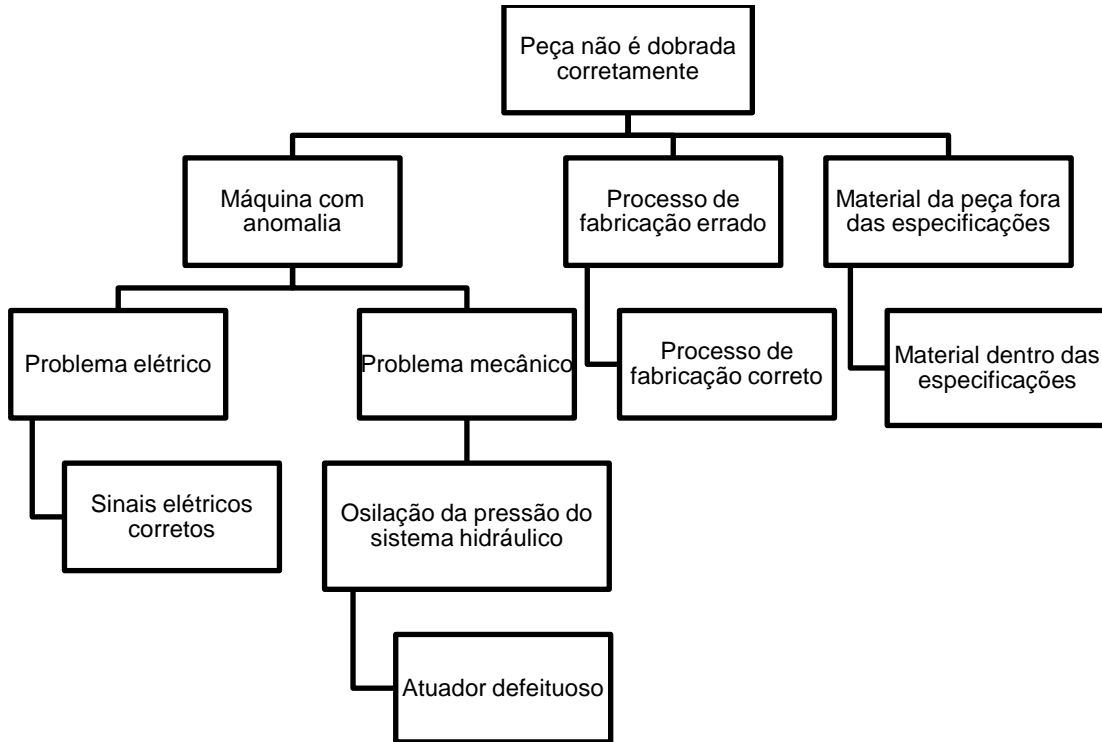 Peça não é dobrada
corretamente
Máquina com
anomalia
Processo de
fabricação errado
Material da peça fora
das especificações
Problema elétrico
Problema mecânico
Processo de
fabricação correto
Material dentro das
especificações
Sinais elétricos
corretos
Osilação da pressão do
sistema hidráulico
Atuador defeituoso